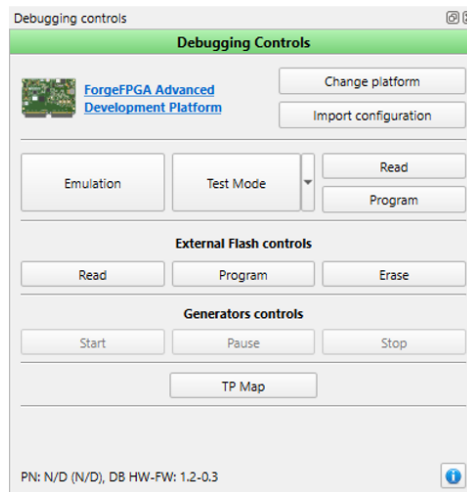 Debugging controls
Debugging Controls
ForgeFPGA Advanced
Development Platform
Change platform
Import configuration
Emulation
Test Mode
Read
Program
External Flash controls
Read Program Erase
Generators controls
Start Pause Stop
TP Map
PN: N/D (N/D), DB HW-FW: 1.2-0.3